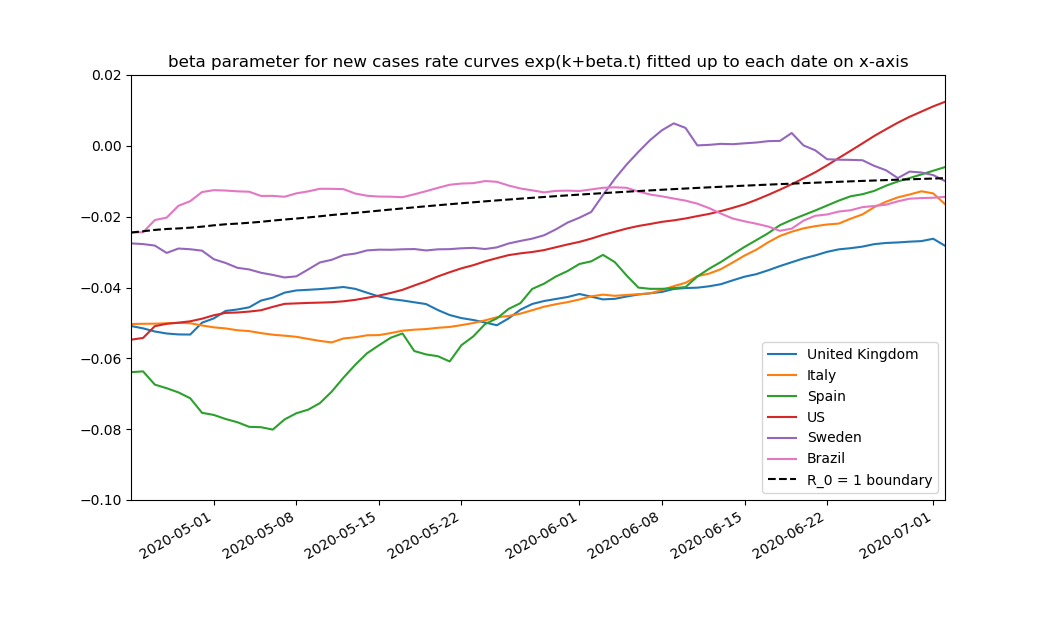 beta parameter for new cases rate curves exp(k+beta.t) fitted up to each date on x-axis
0.02
0.00
−0.02
−0.04
−0.06
−0.08
−0.10
United Kingdom
Italy
Spain
US
Sweden
Brazil
R_0 = 1 boundary
2020-05-01
2020-05-08
2020-05-15
2020-05-22
2020-06-01
2020-06-08
2020-06-15
2020-06-22
2020-07-01